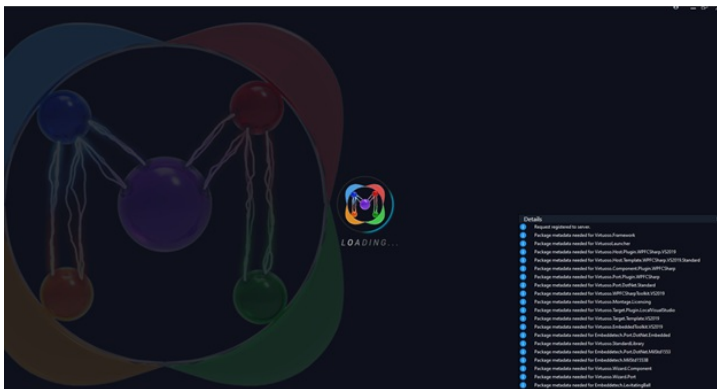 LOADING...
Details
Request registered to server.
Package metadata needed for Virtuoso.Framework
Package metadata needed for VirtuosoLauncher
Package metadata needed for Virtuoso.Host.Plugin.WPFCSharp.VS2019
Package metadata needed for Virtuoso.Host.Template.WPFCSharp.VS2019.Standard
Package metadata needed for Virtuoso.Component.Plugin.WPFCSharp
Package metadata needed for Virtuoso.Port.Plugin.WPFCSharp
Package metadata needed for Virtuoso.Port.DotNet.Standard
Package metadata needed for Virtuoso.WPFCSharpToolkit.VS2019
Package metadata needed for Virtuoso.Montage.Licensing
Package metadata needed for Virtuoso.Target.Plugin.LocalVisualStudio
Package metadata needed for Virtuoso.Target.Template.VS2019
Package metadata needed for Virtuoso.EmbeddedToolkit.VS2019
Package metadata needed for Embeddetech.Port.DotNet.Embedded
Package metadata needed for Virtuoso.StandardLibrary
Package metadata needed for Embeddetech.Port.DotNet.MilStd1553
Package metadata needed for Embeddetech.MilStd1553B
Package metadata needed for Virtuoso.Wizard.Component
Package metadata needed for Virtuoso.Wizard.Port
Package metadata needed for Embeddetech.LevitatingBall